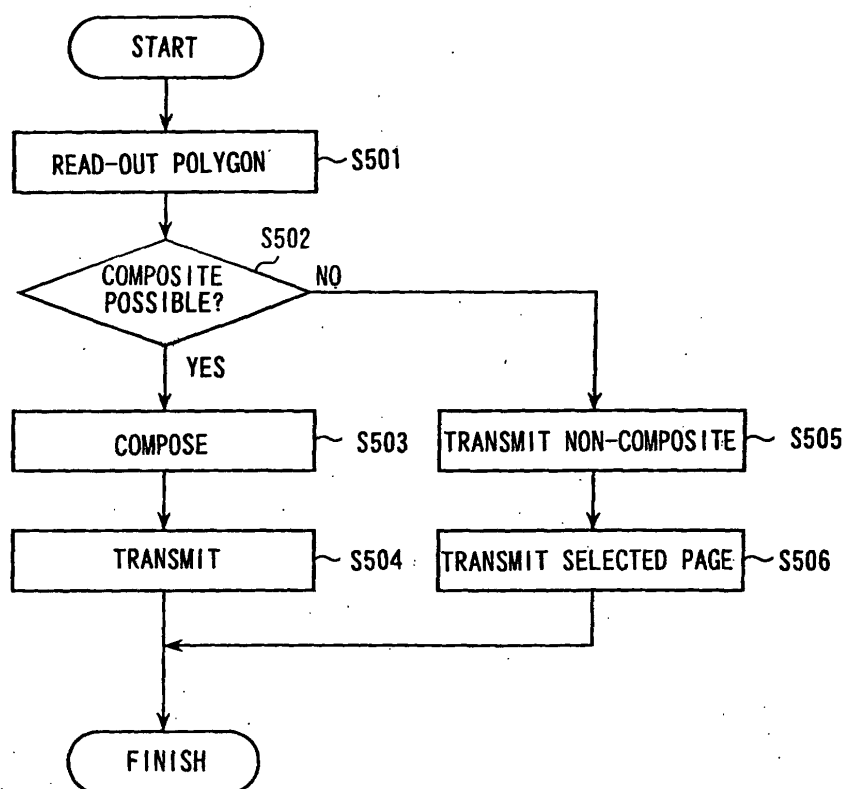 START
READ-OUT POLYGON
S501
S502
COMPOSITE
POSSIBLE?
NO
YES
COMPOSE
S503
TRANSMIT NON-COMPOSITE
S505
TRANSMIT
S504
TRANSMIT SELECTED PAGE
S506
FINISH